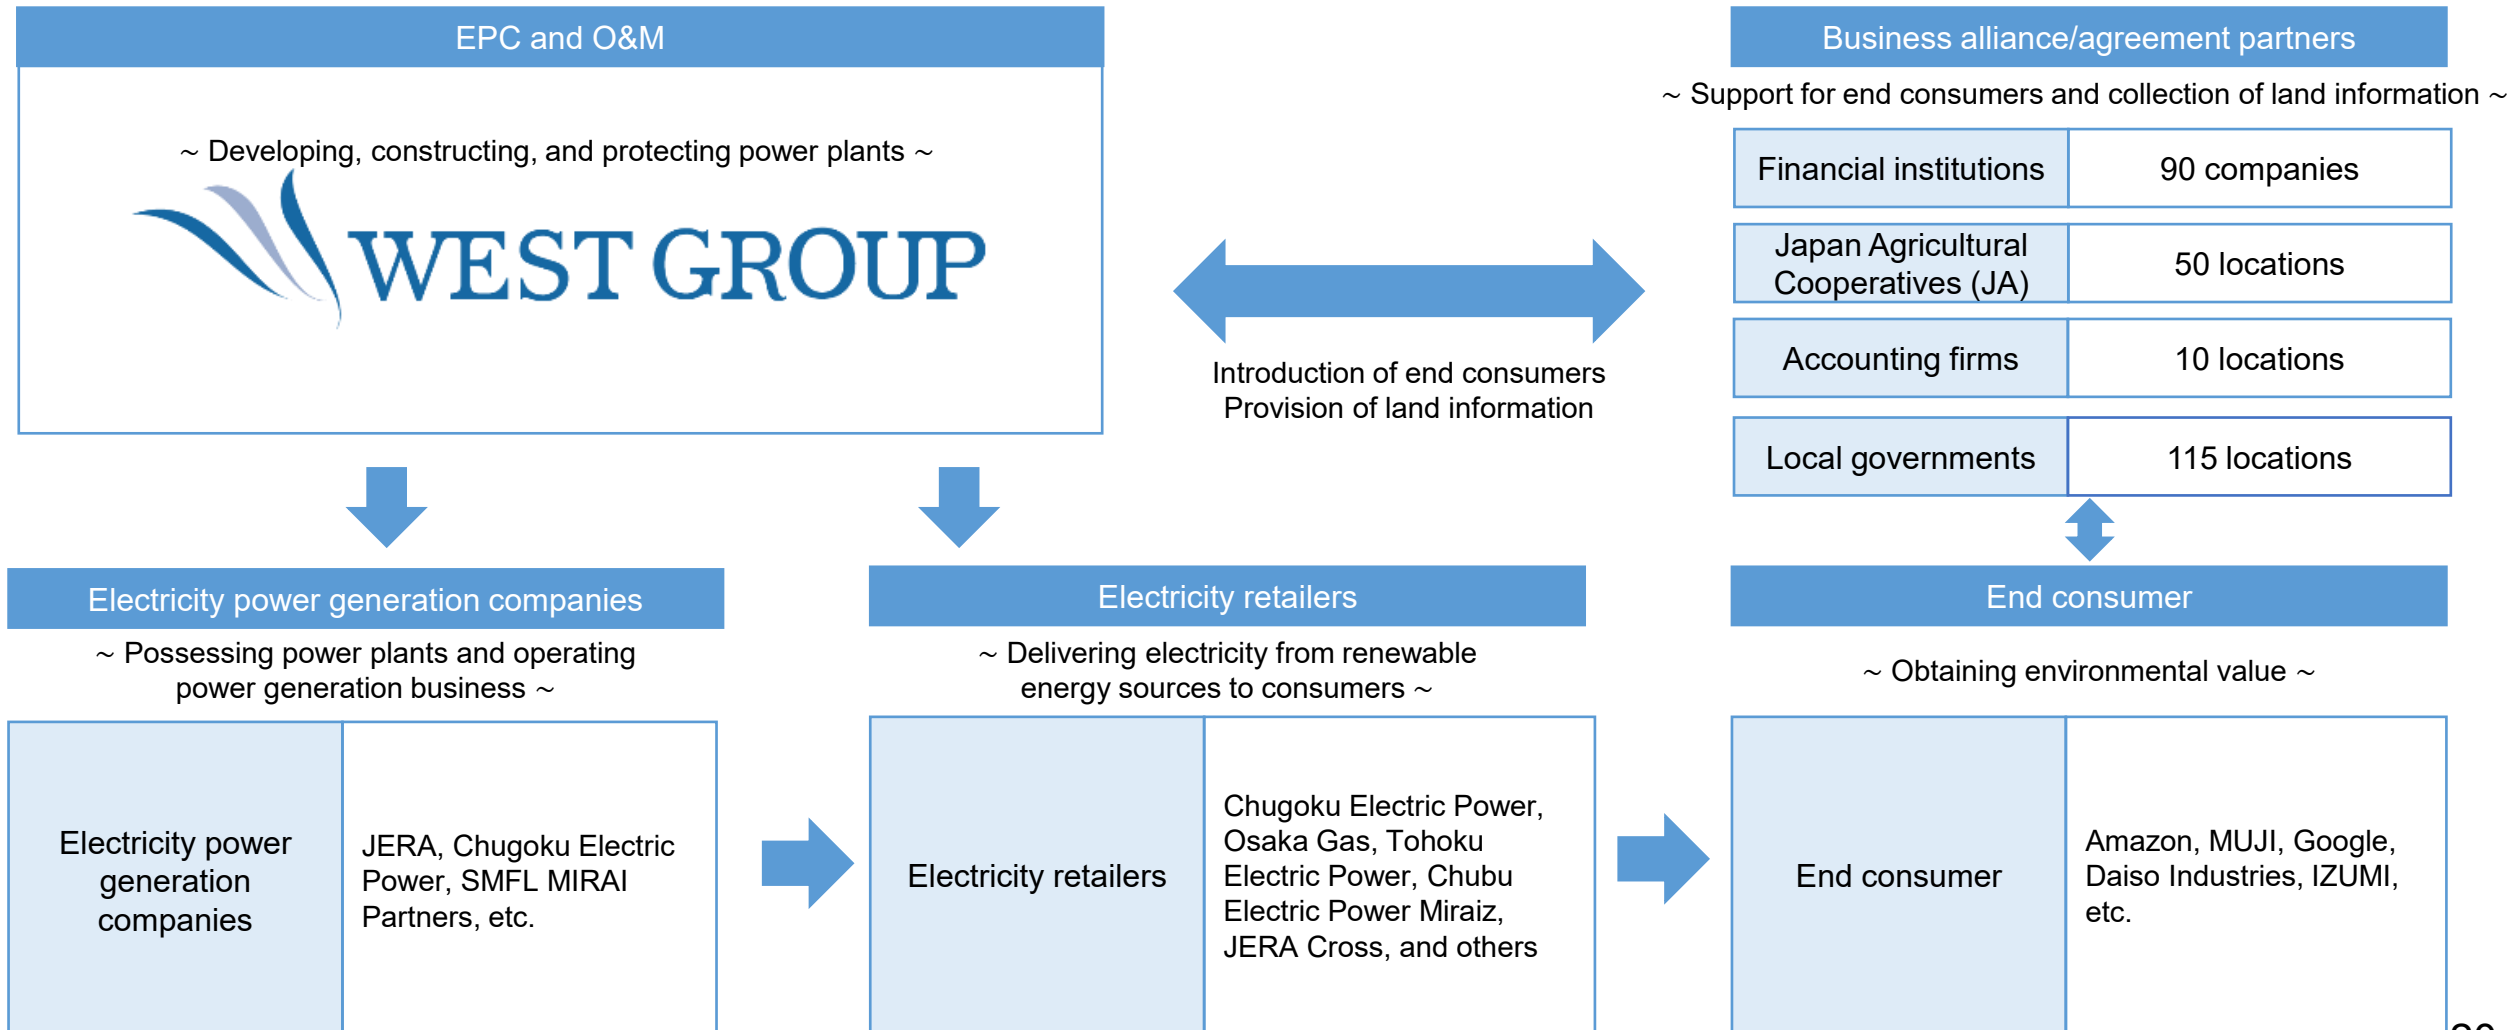 EPC and O&M
~ Developing, constructing, and protecting power plants ~
WEST GROUP
Introduction of end consumers
Provision of land information
Business alliance/agreement partners
~ Support for end consumers and collection of land information ~
Financial institutions
90 companies
Japan Agricultural
Cooperatives (JA)
50 locations
Accounting firms
10 locations
Local governments
115 locations
Electricity power generation companies
~ Possessing power plants and operating
power generation business ~
Electricity power
generation
companies
JERA, Chugoku Electric
Power, SMFL MIRAI
Partners, etc.
Electricity retailers
~ Delivering electricity from renewable
energy sources to consumers ~
Electricity retailers
Chugoku Electric Power,
Osaka Gas, Tohoku
Electric Power, Chubu
Electric Power Miraiz,
JERA Cross, and others
End consumer
~ Obtaining environmental value ~
End consumer
Amazon, MUJI, Google,
Daiso Industries, IZUMI,
etc.